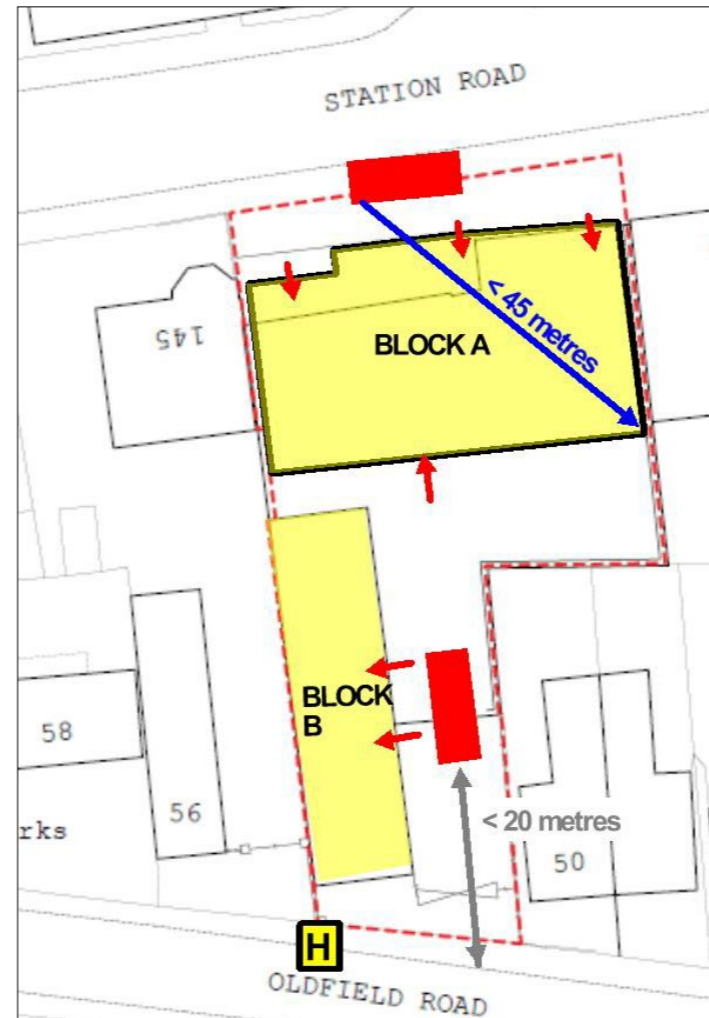 STATION ROAD
< 45 metres
145
BLOCK A
BLOCK
B
58
56
rks
< 20 metres
50
H
OLDFIELD ROAD